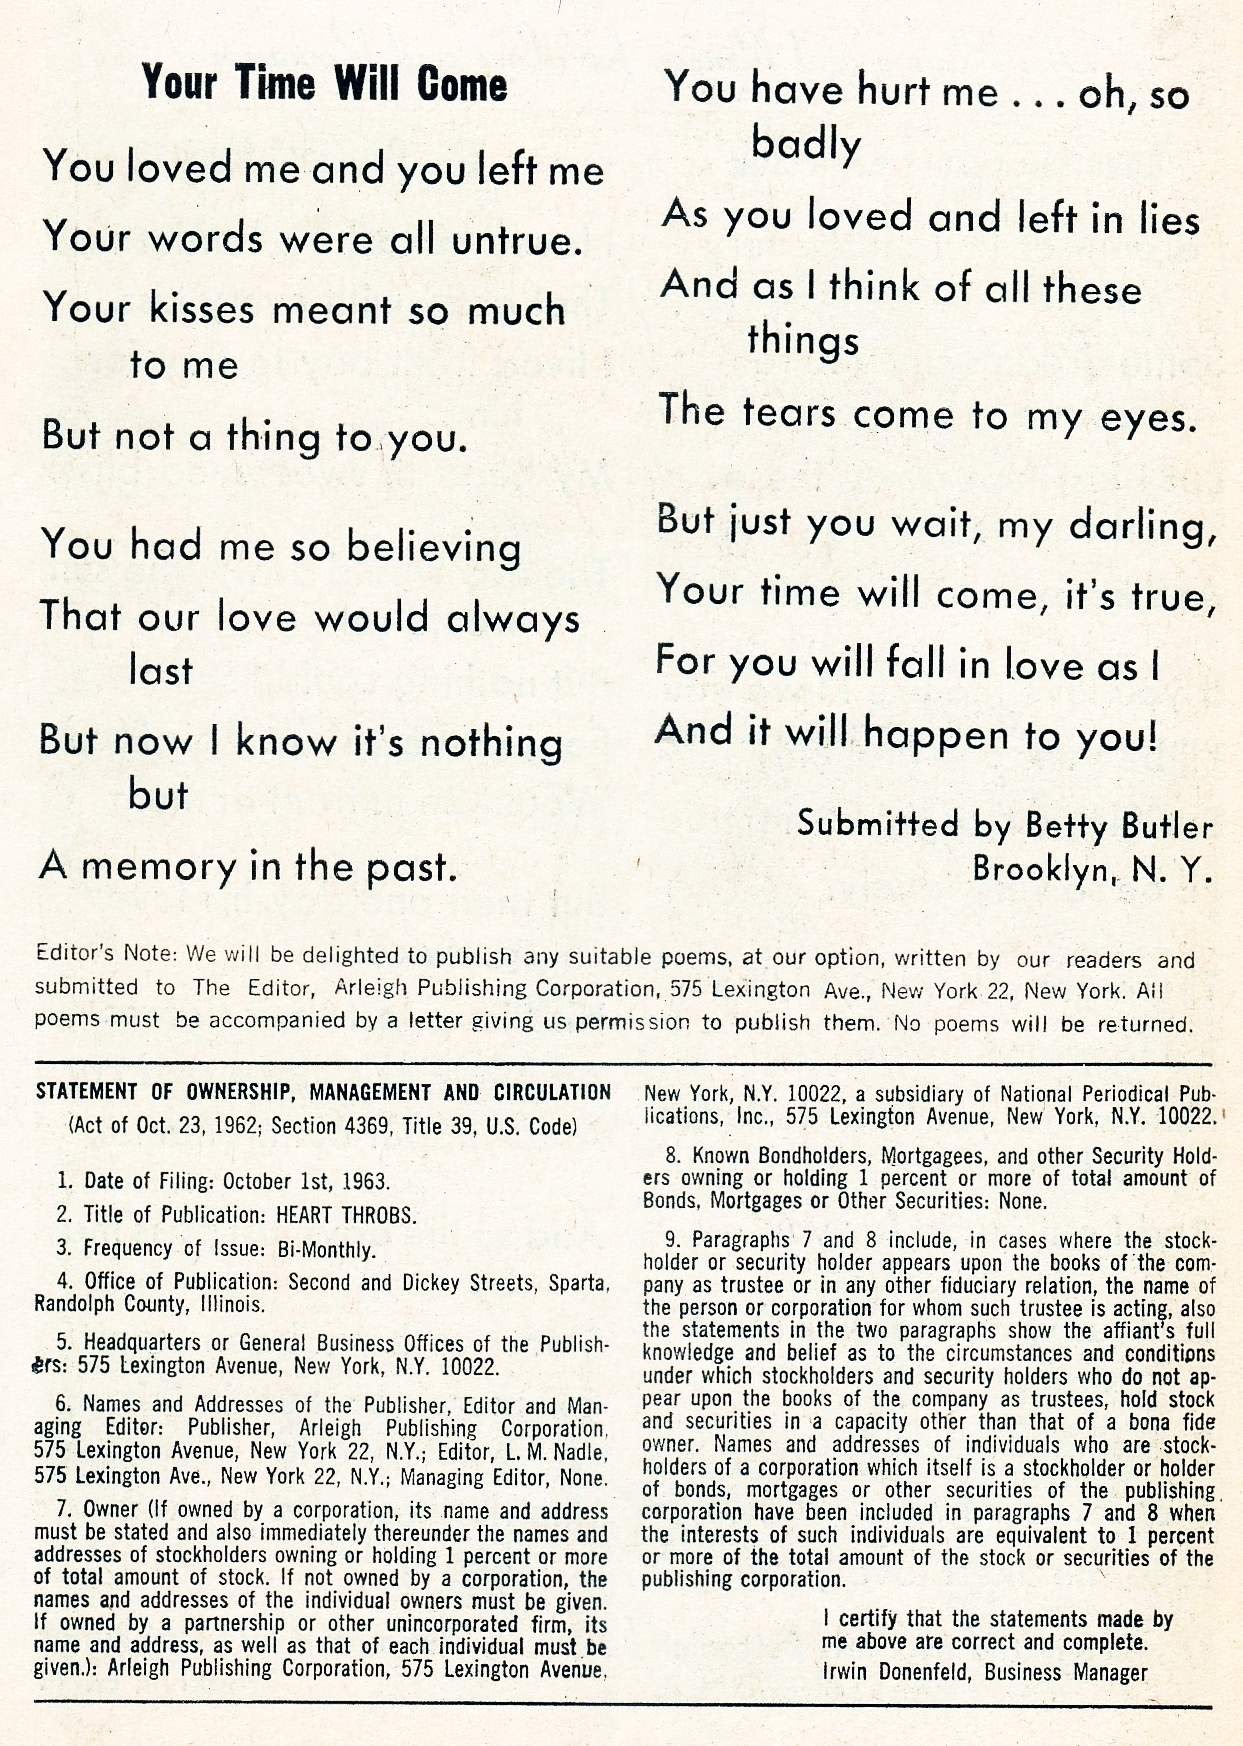 Your Time Will Come
You loved me and you left me
Your words were all untrue.
Your kisses meant so much
to me
But not a thing to you.
You had me so believing
That our love would always
last
But now I know it's nothing
but
A memory in the past.
You have hurt me . . . oh, so
badly
As you loved and left in lies
And as I think of all these
things
The tears come to my eyes.
But just you wait, my darling,
Your time will come, it's true,
For you will fall in love as I
And it will happen to you!
Submitted by Betty Butler
Brooklyn, N. Y.
Editor's Note: We will be delighted to publish any suitable poems, at our option, written by our readers and
submitted to The Editor, Arleigh Publishing Corporation, 575 Lexington Ave., New York 22, New York. All
poems must be accompanied by a letter giving us permission to publish them. No poems will be returned.
STATEMENT OF OWNERSHIP, MANAGEMENT AND CIRCULATION
(Act of Oct. 23, 1962; Section 4369, Title 39, U.S. Code)
1. Date of Filing: October 1st, 1963.
2. Title of Publication: HEART THROBS.
3. Frequency of Issue: Bi-Monthly.
4. Office of Publication: Second and Dickey Streets, Sparta,
Randolph County, Illinois.
5. Headquarters or General Business Offices of the Publish-
ers: 575 Lexington Avenue, New York, N.Y. 10022.
6. Names and Addresses of the Publisher, Editor and Man-
aging Editor: Publisher, Arleigh Publishing Corporation,
575 Lexington Avenue, New York 22, N.Y.; Editor, L. M. Nadle,
575 Lexington Ave., New York 22, N.Y.; Managing Editor, None.
7. Owner (If owned by a corporation, its name and address
must be stated and also immediately thereunder the names and
addresses of stockholders owning or holding 1 percent or more
of total amount of stock. If not owned by a corporation, the
names and addresses of the individual owners must be given.
If owned by a partnership or other unincorporated firm, its
name and address, as well as that of each individual must be
given.): Arleigh Publishing Corporation, 575 Lexington Avenue,
New York, N.Y. 10022, a subsidiary of National Periodical Pub-
lications, Inc., 575 Lexington Avenue, New York, N.Y. 10022.
8. Known Bondholders, Mortgagees, and other Security Hold-
ers owning or holding 1 percent or more of total amount of
Bonds, Mortgages or Other Securities: None.
9. Paragraphs 7 and 8 include, in cases where the stock-
holder or security holder appears upon the books of the com-
pany as trustee or in any other fiduciary relation, the name of
the person or corporation for whom such trustee is acting, also
the statements in the two paragraphs show the affiant's full
knowledge and belief as to the circumstances and conditions
under which stockholders and security holders who do not ap-
pear upon the books of the company as trustees, hold stock
and securities in a capacity other than that of a bona fide
owner. Names and addresses of individuals who are stock-
holders of a corporation which itself is a stockholder or holder
of bonds, mortgages or other securities of the publishing
corporation have been included in paragraphs 7 and 8 when
the interests of such individuals are equivalent to 1 percent
or more of the total amount of the stock or securities of the
publishing corporation.
I certify that the statements made by
me above are correct and complete.
Irwin Donenfeld, Business Manager